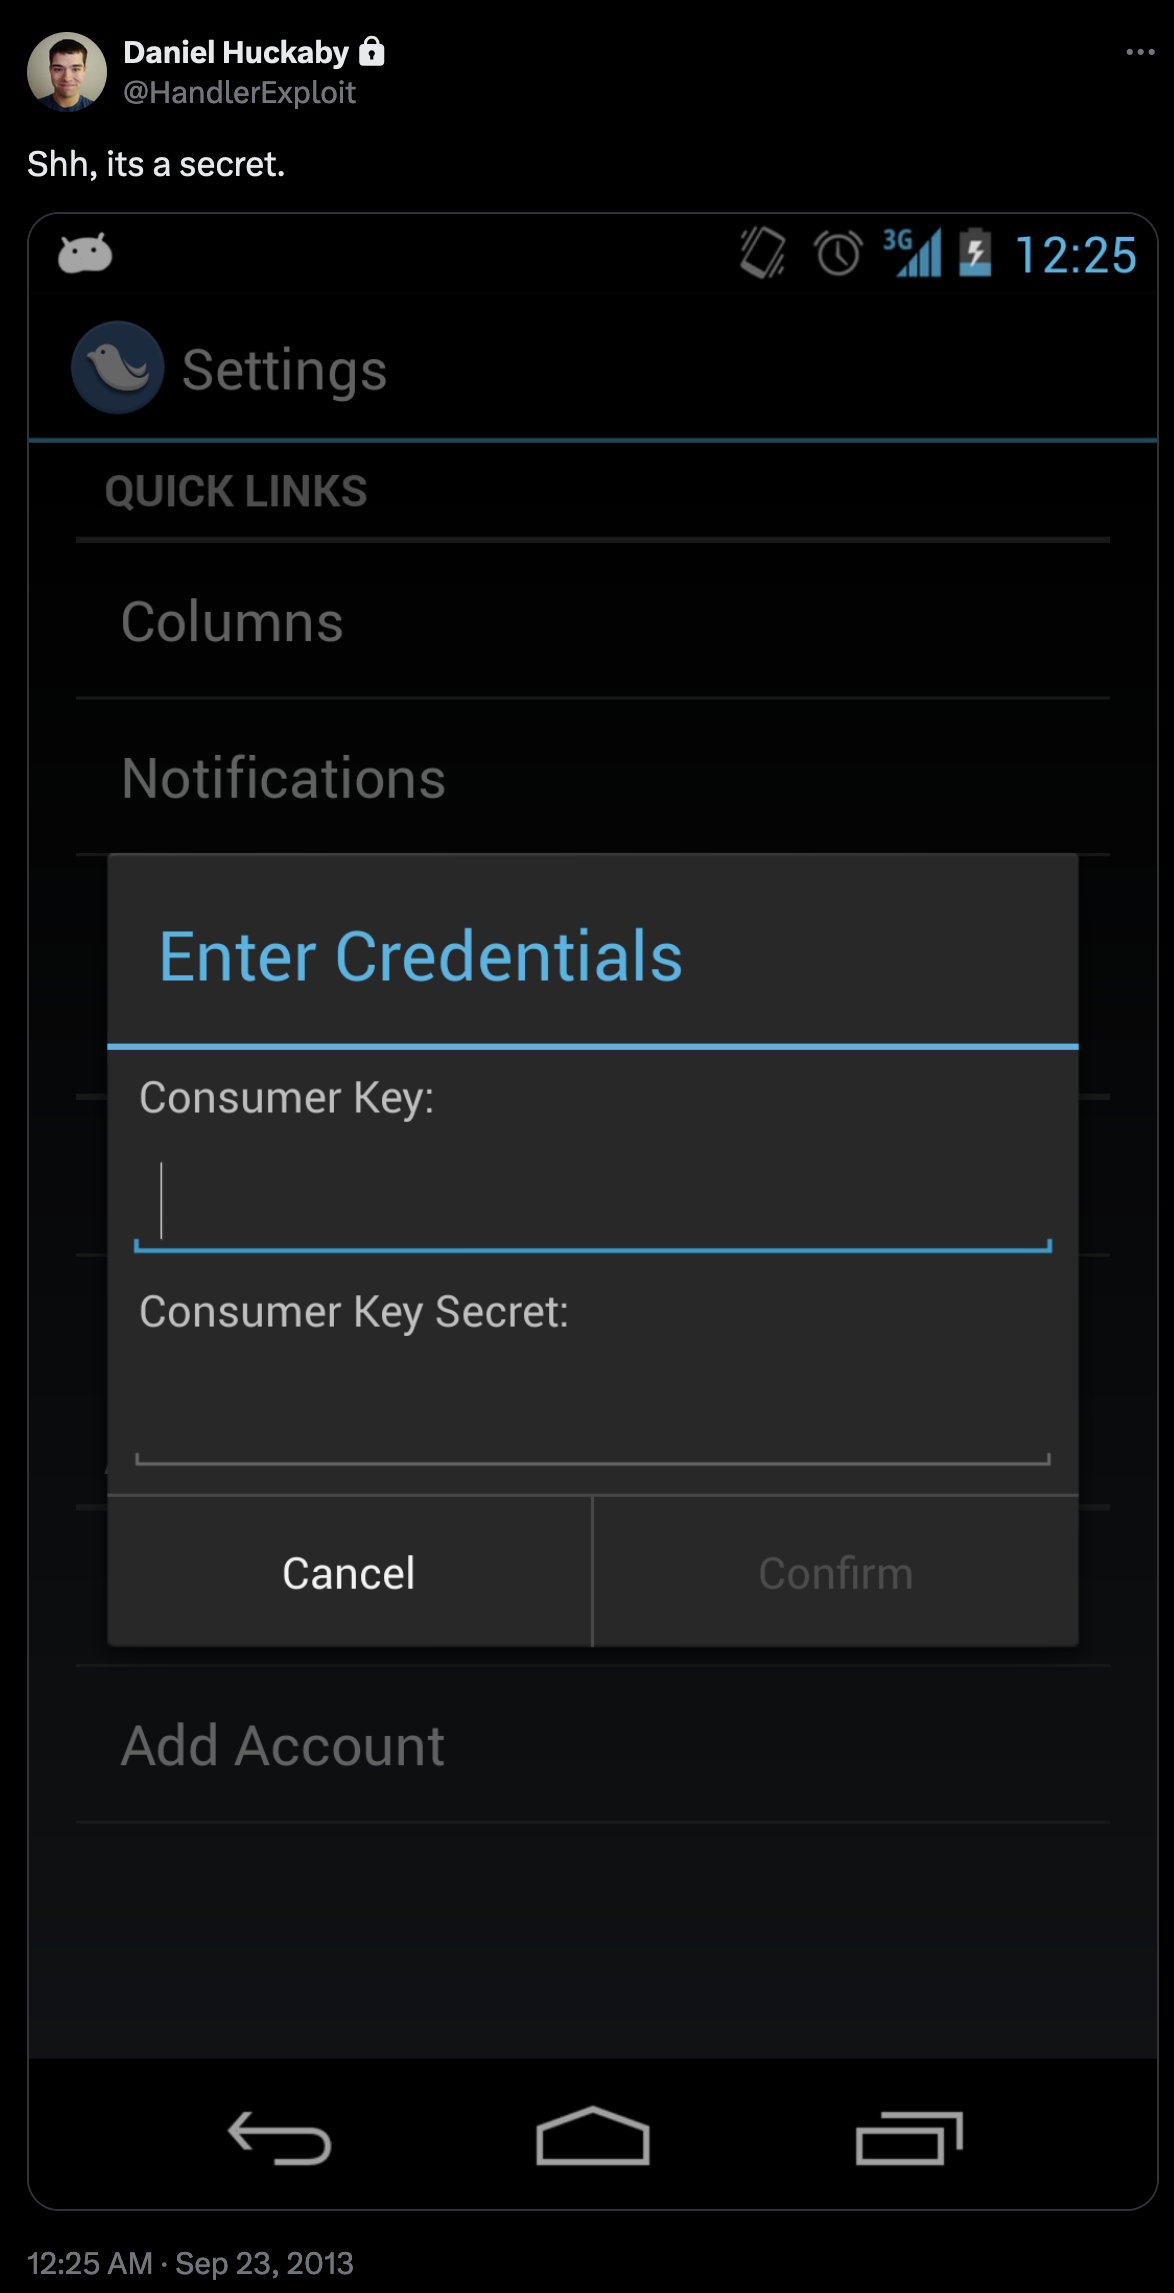 Daniel Huckaby
@HandlerExploit
Shh, its a secret.
3G 12:25
Settings
QUICK LINKS
Columns
Notifications
Enter Credentials
Consumer Key:
Consumer Key Secret:
Cancel Confirm
Add Account
12:25 AM · Sep 23, 2013